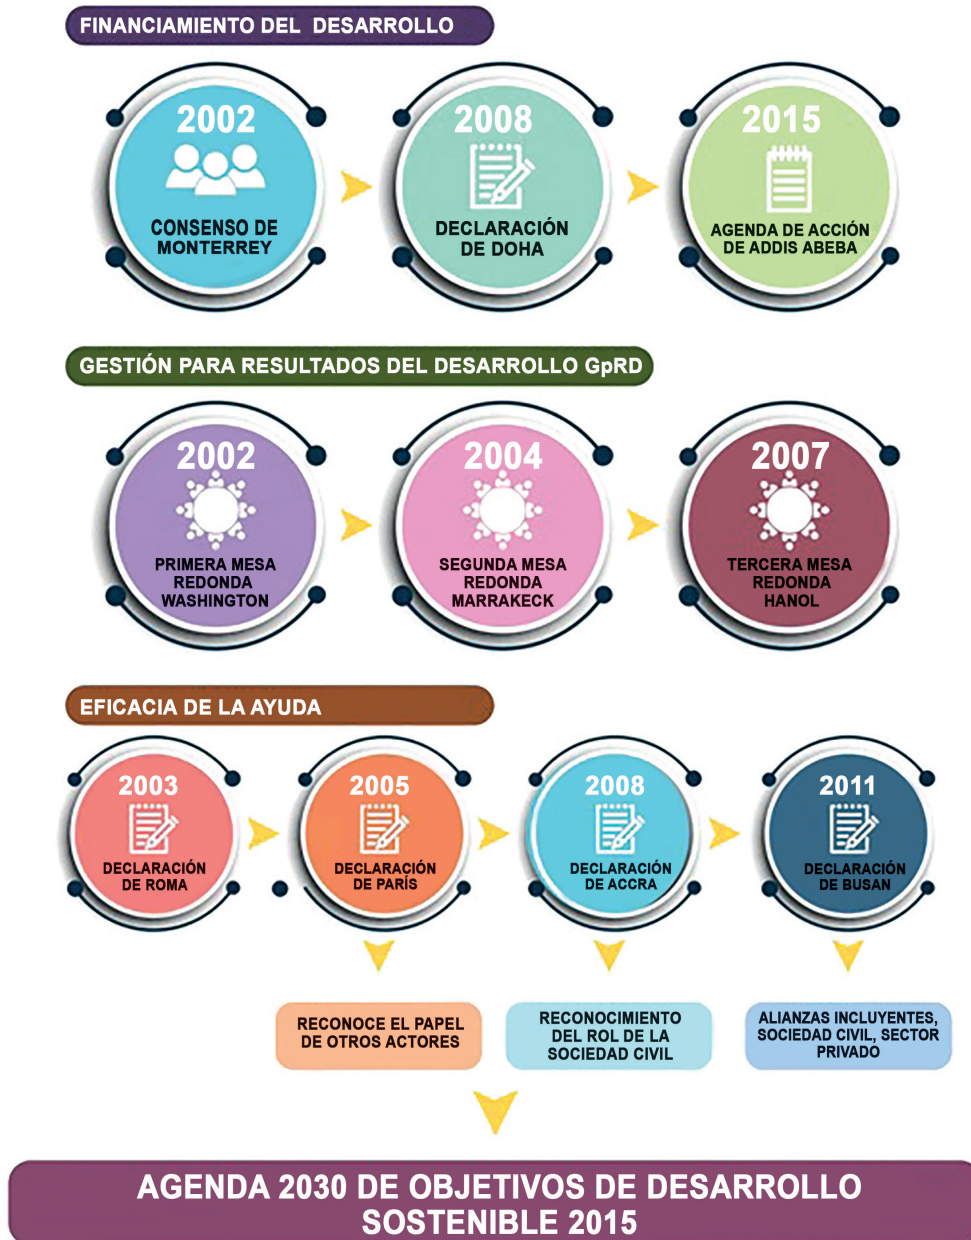 FINANCIAMIENTO DEL DESARROLLO
2002
CONSENSO DE
MONTERREY
2008
DECLARACIÓN
DE DOHA
2015
AGENDA DE ACCIÓN
DE ADDIS ABEBA
GESTIÓN PARA RESULTADOS DEL DESARROLLO GpRD
2002
PRIMERA MESA
REDONDA
WASHINGTON
2004
SEGUNDA MESA
REDONDA
MARRAKECK
2007
TERCERA MESA
REDONDA
HANOL
EFICACIA DE LA AYUDA
2003
DECLARACIÓN
DE ROMA
2005
DECLARACIÓN
DE PARÍS
2008
DECLARACIÓN
DE ACCRA
2011
DECLARACIÓN
DE BUSAN
RECONOCE EL PAPEL
DE OTROS ACTORES
RECONOCIMIENTO
DEL ROL DE LA
SOCIEDAD CIVIL
ALIANZAS INCLUYENTES,
SOCIEDAD CIVIL, SECTOR
PRIVADO
AGENDA 2030 DE OBJETIVOS DE DESARROLLO
SOSTENIBLE 2015